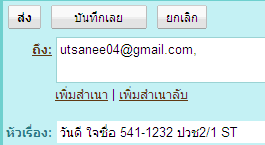 ส่ง บันทึกเลย ยกเลิก
ถึง: utsanee04@gmail.com,
เพิ่มสำเนา | เพิ่มสำเนาลับ
หัวเรื่อง: วันดี ใจซื่อ 541-1232 ปวช2/1 ST